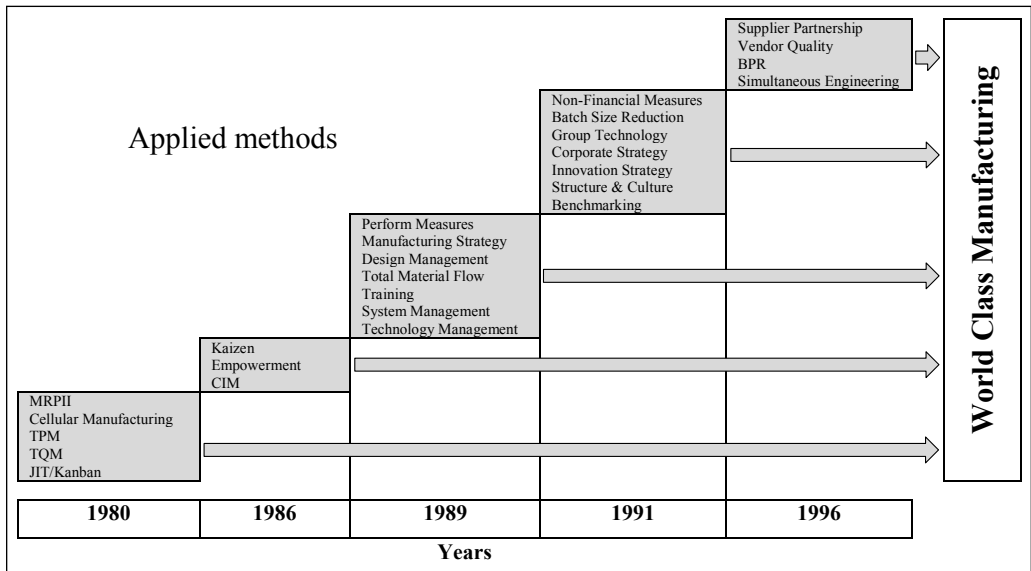 Supplier Partnership
Vendor Quality
BPR
Simultaneous Engineering
Non-Financial Measures
Batch Size Reduction
Group Technology
Corporate Strategy
Innovation Strategy
Structure & Culture
Benchmarking
Applied methods
Perform Measures
Manufacturing Strategy
Design Management
Total Material Flow
Training
System Management
Technology Management
Kaizen
Empowerment
CIM
MRPII
Cellular Manufacturing
TPM
TQM
JIT/Kanban
World Class Manufacturing
1980 1986 1989 1991 1996
Years